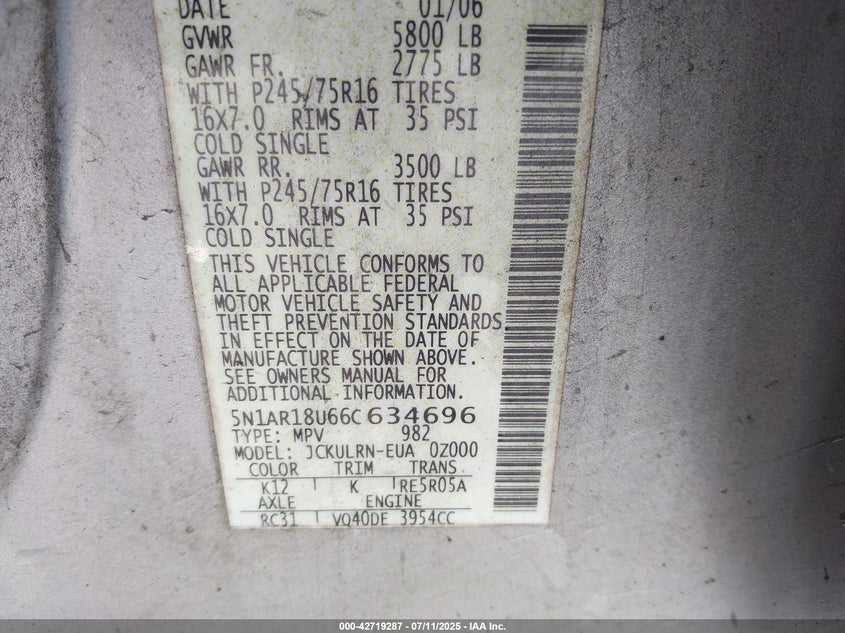 DATE 01/06
GVWR 5800 LB
GAWR FR. 2775 LB
WITH P245/75R16 TIRES
16X7.0 RIMS AT 35 PSI
COLD SINGLE
GAWR RR. 3500 LB
WITH P245/75R16 TIRES
16X7.0 RIMS AT 35 PSI
COLD SINGLE
THIS VEHICLE CONFORMS TO
ALL APPLICABLE FEDERAL
MOTOR VEHICLE SAFETY AND
THEFT PREVENTION STANDARDS
IN EFFECT ON THE DATE OF
MANUFACTURE SHOWN ABOVE.
SEE OWNERS MANUAL FOR
ADDITIONAL INFORMATION.
5N1AR18U66C634696
TYPE: MPV 982
MODEL: JCKULRN-EUA 0Z000
COLOR TRIM TRANS
K12 K RE5R05A
AXLE ENGINE
RC31 VQ40DE 3954CC
000-42719287 - 07/11/2025 - IAA Inc.